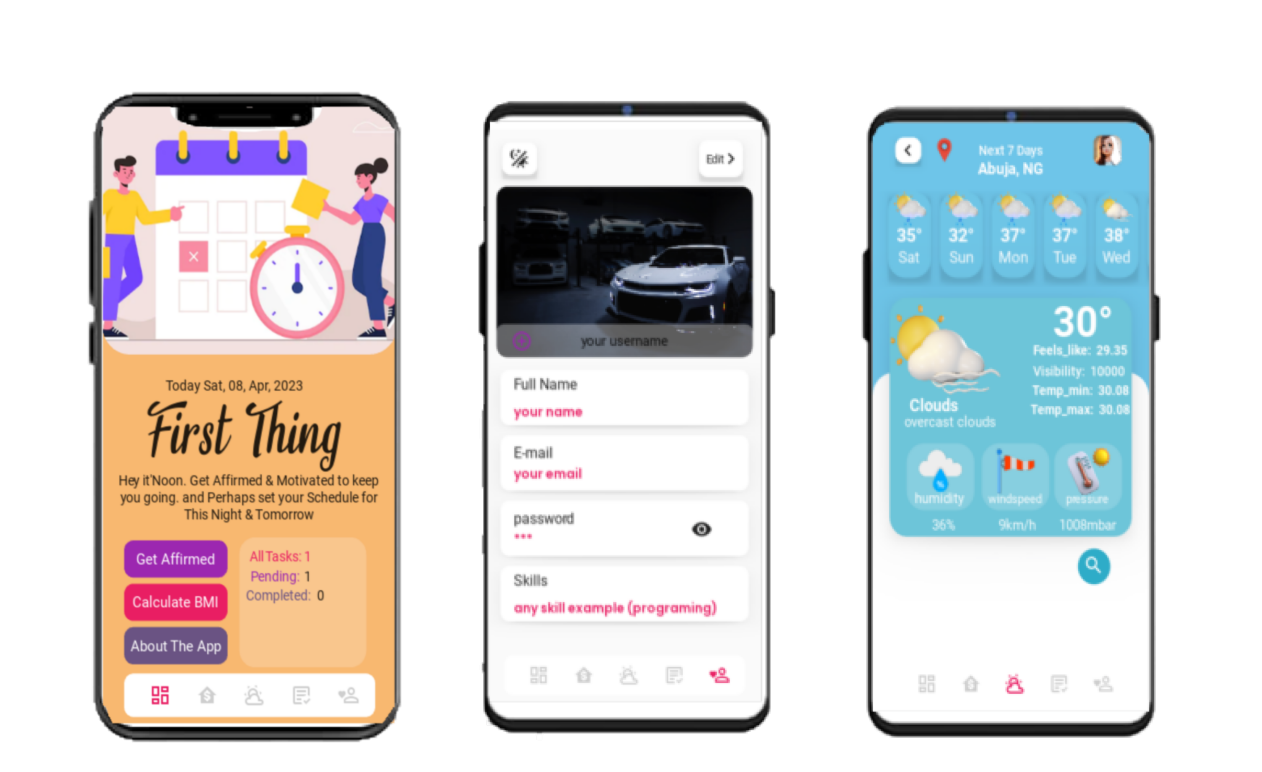 Today Sat, 08, Apr, 2023
First Thing
Hey it'Noon. Get Affirmed & Motivated to keep
you going. and Perhaps set your Schedule for
This Night & Tomorrow
Get Affirmed
Calculate BMI
About The App
All Tasks: 1
Pending: 1
Completed: 0
Edit
your username
Full Name
your name
E-mail
your email
password
***
Skills
any skill example (programing)
Next 7 Days
Abuja, NG
35° 32° 37° 37° 38°
Sat Sun Mon Tue Wed
30°
Feels_like: 29.35
Visibility: 10000
Temp_min: 30.08
Temp_max: 30.08
Clouds
overcast clouds
humidity windspeed pressure
36% 9km/h 1008mbar